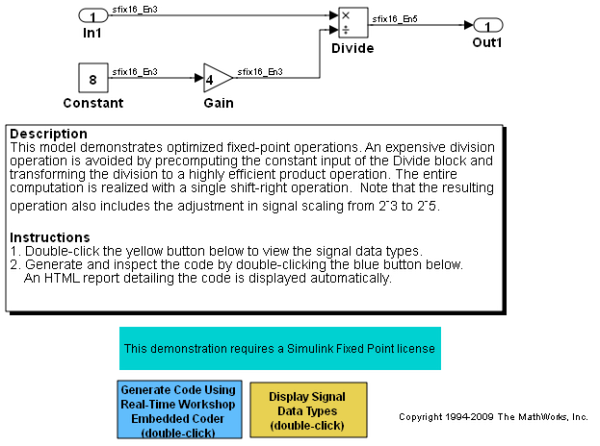 sfix16_En3
1
In1
×
÷
Divide
sfix16_En5
1
Out1
8
Constant
sfix16_En3
4
Gain
sfix16_En3
Description
This model demonstrates optimized fixed-point operations. An expensive division
operation is avoided by precomputing the constant input of the Divide block and
transforming the division to a highly efficient product operation. The entire
computation is realized with a single shift-right operation.  Note that the resulting
operation also includes the adjustment in signal scaling from 2^-3 to 2^-5.
Instructions
1. Double-click the yellow button below to view the signal data types.
2. Generate and inspect the code by double-clicking the blue button below.
An HTML report detailing the code is displayed automatically.
This demonstration requires a Simulink Fixed Point license
Generate Code Using
Real-Time Workshop
Embedded Coder
(double-click)
Display Signal
Data Types
(double-click)
Copyright 1994-2009 The MathWorks, Inc.